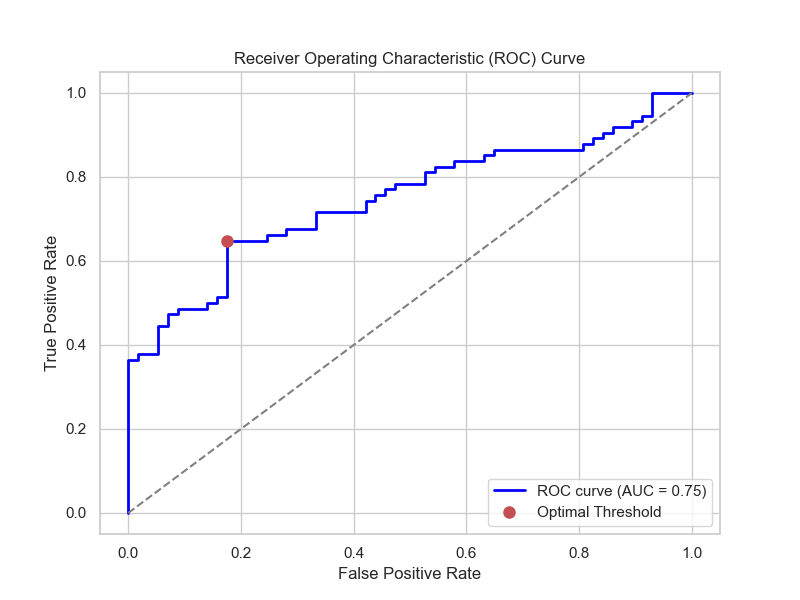 Receiver Operating Characteristic (ROC) Curve
True Positive Rate
1.0
0.8
0.6
0.4
0.2
0.0
0.0 0.2 0.4 0.6 0.8 1.0
False Positive Rate
ROC curve (AUC = 0.75)
Optimal Threshold